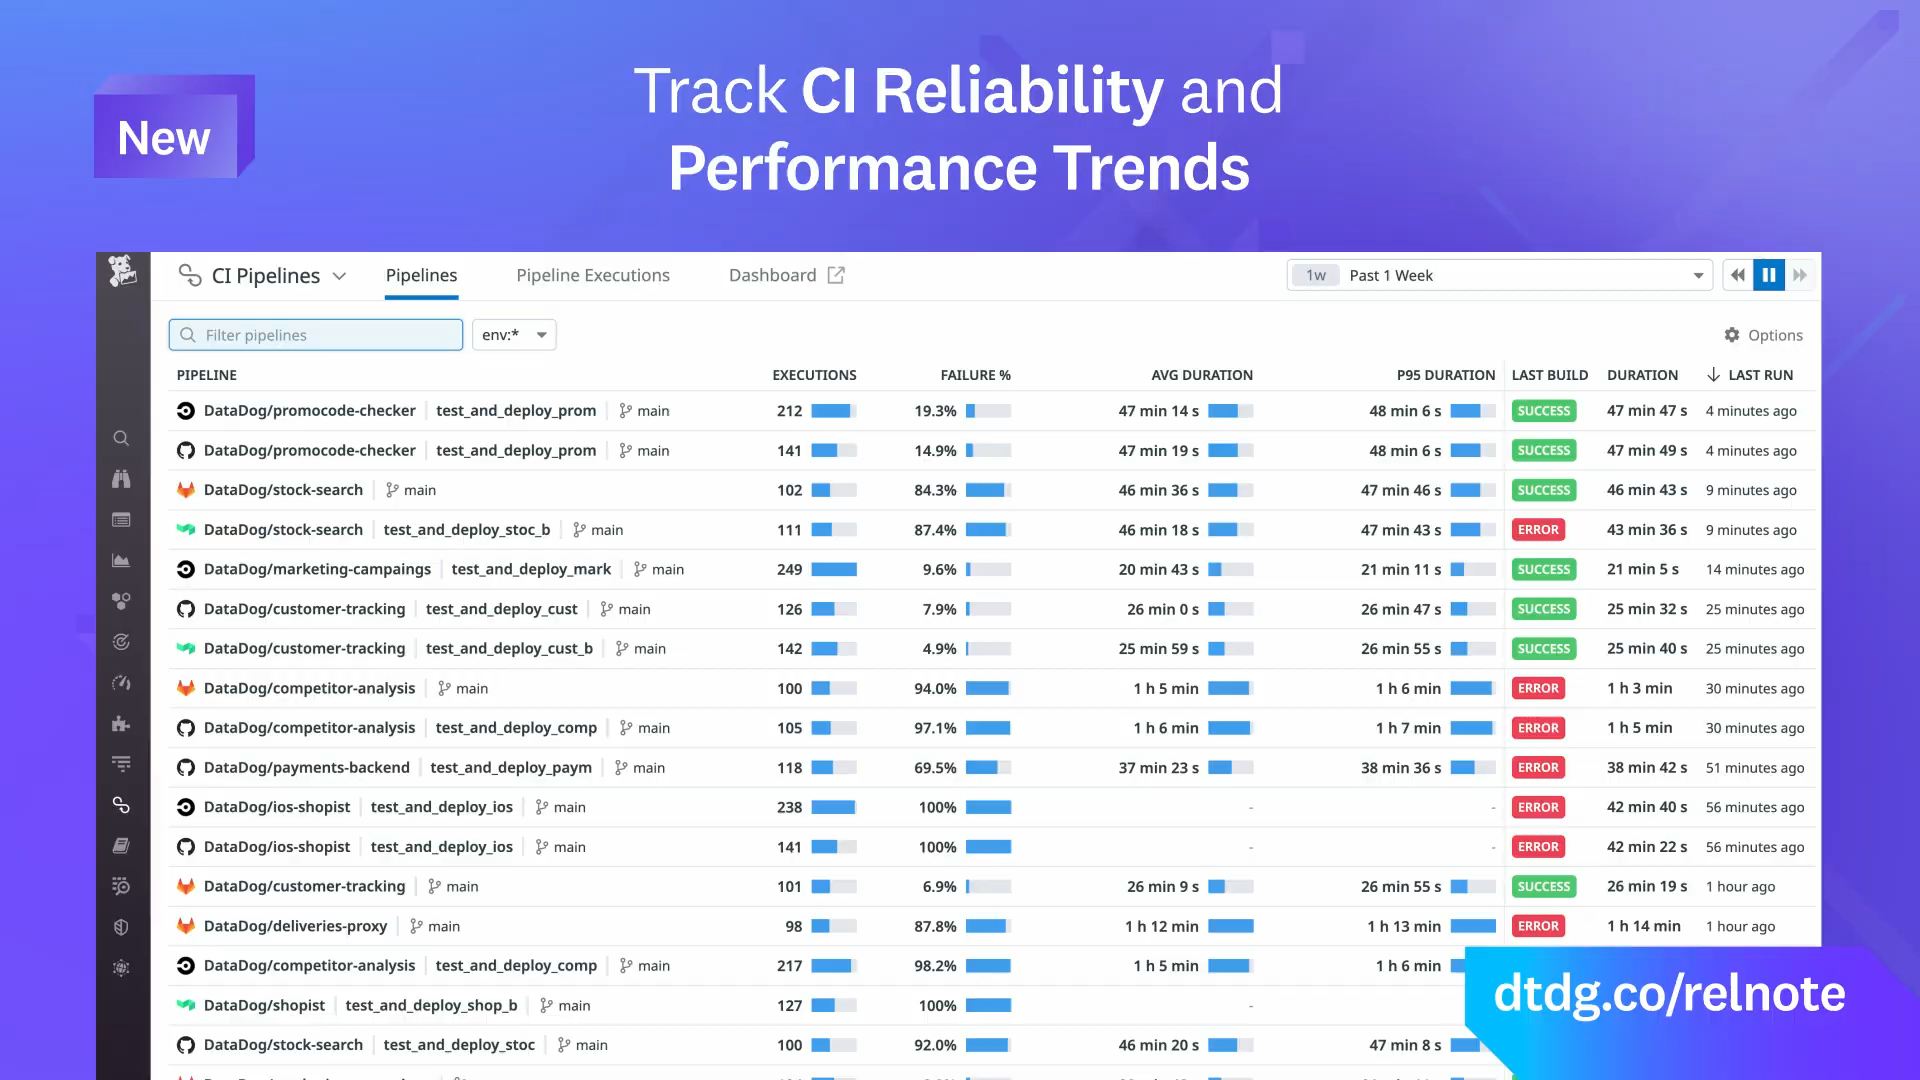 New
Track CI Reliability and
Performance Trends
CI Pipelines Pipelines Pipeline Executions Dashboard 1w Past 1 Week
Filter pipelines env:* Options
PIPELINE EXECUTIONS FAILURE % AVG DURATION P95 DURATION LAST BUILD DURATION LAST RUN
DataDog/promocode-checker test_and_deploy_prom main 212 19.3% 47 min 14 s 48 min 6 s SUCCESS 47 min 47 s 4 minutes ago
DataDog/promocode-checker test_and_deploy_prom main 141 14.9% 47 min 19 s 48 min 6 s SUCCESS 47 min 49 s 4 minutes ago
DataDog/stock-search main 102 84.3% 46 min 36 s 47 min 46 s SUCCESS 46 min 43 s 9 minutes ago
DataDog/stock-search test_and_deploy_stoc_b main 111 87.4% 46 min 18 s 47 min 43 s ERROR 43 min 36 s 9 minutes ago
DataDog/marketing-campaings test_and_deploy_mark main 249 9.6% 20 min 43 s 21 min 11 s SUCCESS 21 min 5 s 14 minutes ago
DataDog/customer-tracking test_and_deploy_cust main 126 7.9% 26 min 0 s 26 min 47 s SUCCESS 25 min 32 s 25 minutes ago
DataDog/customer-tracking test_and_deploy_cust_b main 142 4.9% 25 min 59 s 26 min 55 s SUCCESS 25 min 40 s 25 minutes ago
DataDog/competitor-analysis main 100 94.0% 1 h 5 min 1 h 6 min ERROR 1 h 3 min 30 minutes ago
DataDog/competitor-analysis test_and_deploy_comp main 105 97.1% 1 h 6 min 1 h 7 min ERROR 1 h 5 min 30 minutes ago
DataDog/payments-backend test_and_deploy_paym main 118 69.5% 37 min 23 s 38 min 36 s ERROR 38 min 42 s 51 minutes ago
DataDog/ios-shopist test_and_deploy_ios main 238 100% - - ERROR 42 min 40 s 56 minutes ago
DataDog/ios-shopist test_and_deploy_ios main 141 100% - - ERROR 42 min 22 s 56 minutes ago
DataDog/customer-tracking main 101 6.9% 26 min 9 s 26 min 55 s SUCCESS 26 min 19 s 1 hour ago
DataDog/deliveries-proxy main 98 87.8% 1 h 12 min 1 h 13 min ERROR 1 h 14 min 1 hour ago
DataDog/competitor-analysis test_and_deploy_comp main 217 98.2% 1 h 5 min 1 h 6 min
DataDog/shopist test_and_deploy_shop_b main 127 100% -
DataDog/stock-search test_and_deploy_stoc main 100 92.0% 46 min 20 s 47 min 8 s
dtdg.co/relnote